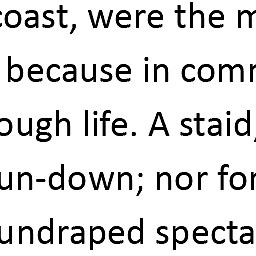 coast, were the m
because in comm
ough life. A staid,
un-down; nor for
undraped specta